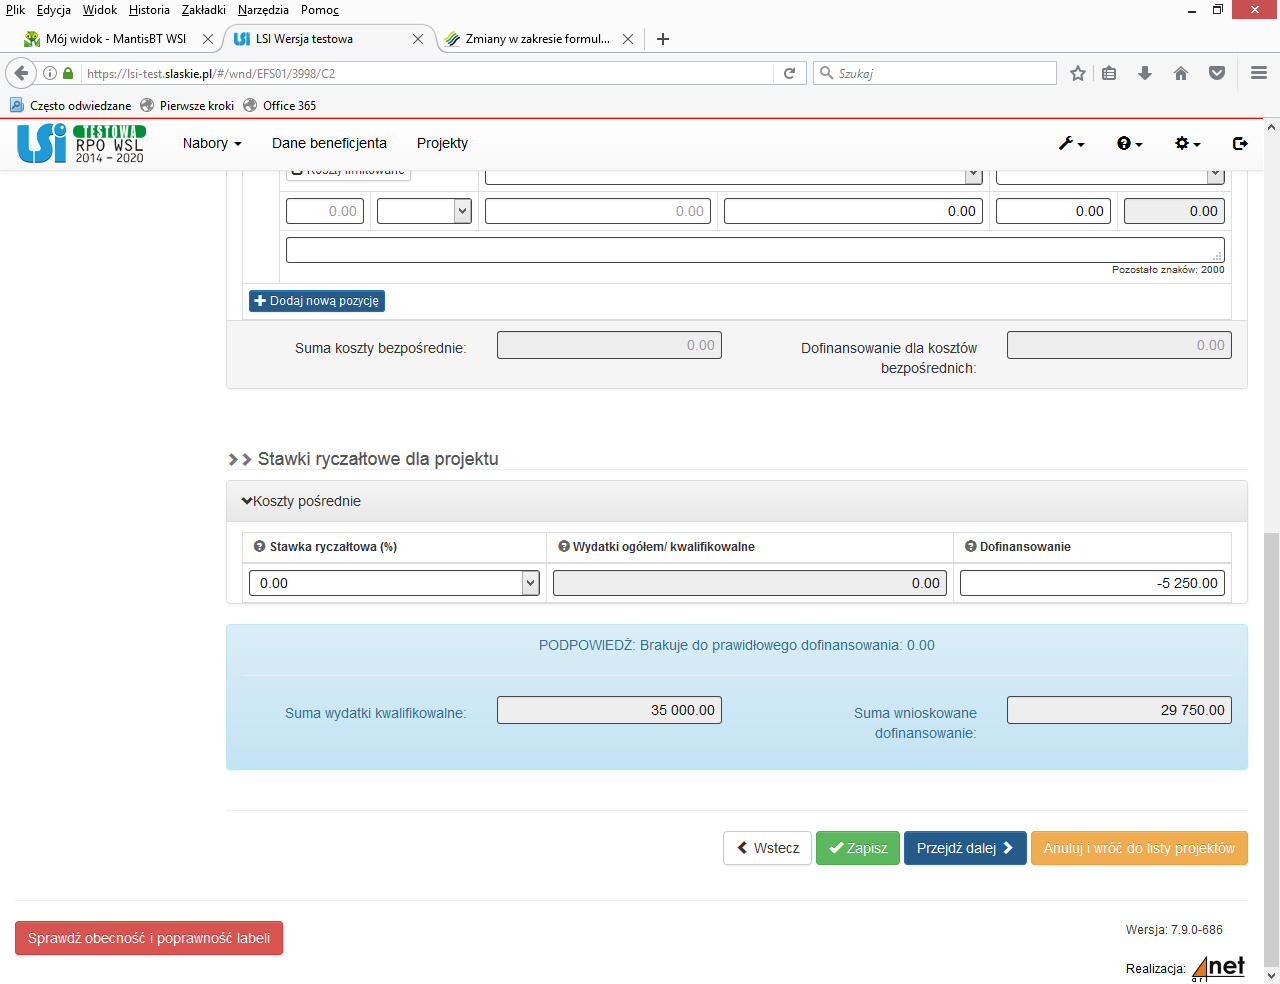 Plik Edycja Widok Historia Zakładki Narzędzia Pomoc
Mój widok - MantisBT WSI
LSI Wersja testowa
Zmiany w zakresie formul...
https://lsi-test.slaskie.pl/#/wnd/EFS01/3998/C2
Szukaj
Często odwiedzane Pierwsze kroki Office 365
LSi TESTOWA RPO WSL 2014 – 2020
Nabory Dane beneficjenta Projekty
Koszty limitowane
0.00 0.00 0.00 0.00 0.00
Pozostało znaków: 2000
Dodaj nową pozycję
Suma koszty bezpośrednie: 0.00
Dofinansowanie dla kosztów
bezpośrednich:
0.00
Stawki ryczałtowe dla projektu
Koszty pośrednie
Stawka ryczałtowa (%) Wydatki ogółem/ kwalifikowalne Dofinansowanie
0.00 0.00 -5 250.00
PODPOWIEDŹ: Brakuje do prawidłowego dofinansowania: 0.00
Suma wydatki kwalifikowalne: 35 000.00
Suma wnioskowane
dofinansowanie:
29 750.00
Wstecz Zapisz Przejdź dalej Anuluj i wróć do listy projektów
Sprawdź obecność i poprawność labeli
Wersja: 7.9.0-686
Realizacja: 4net